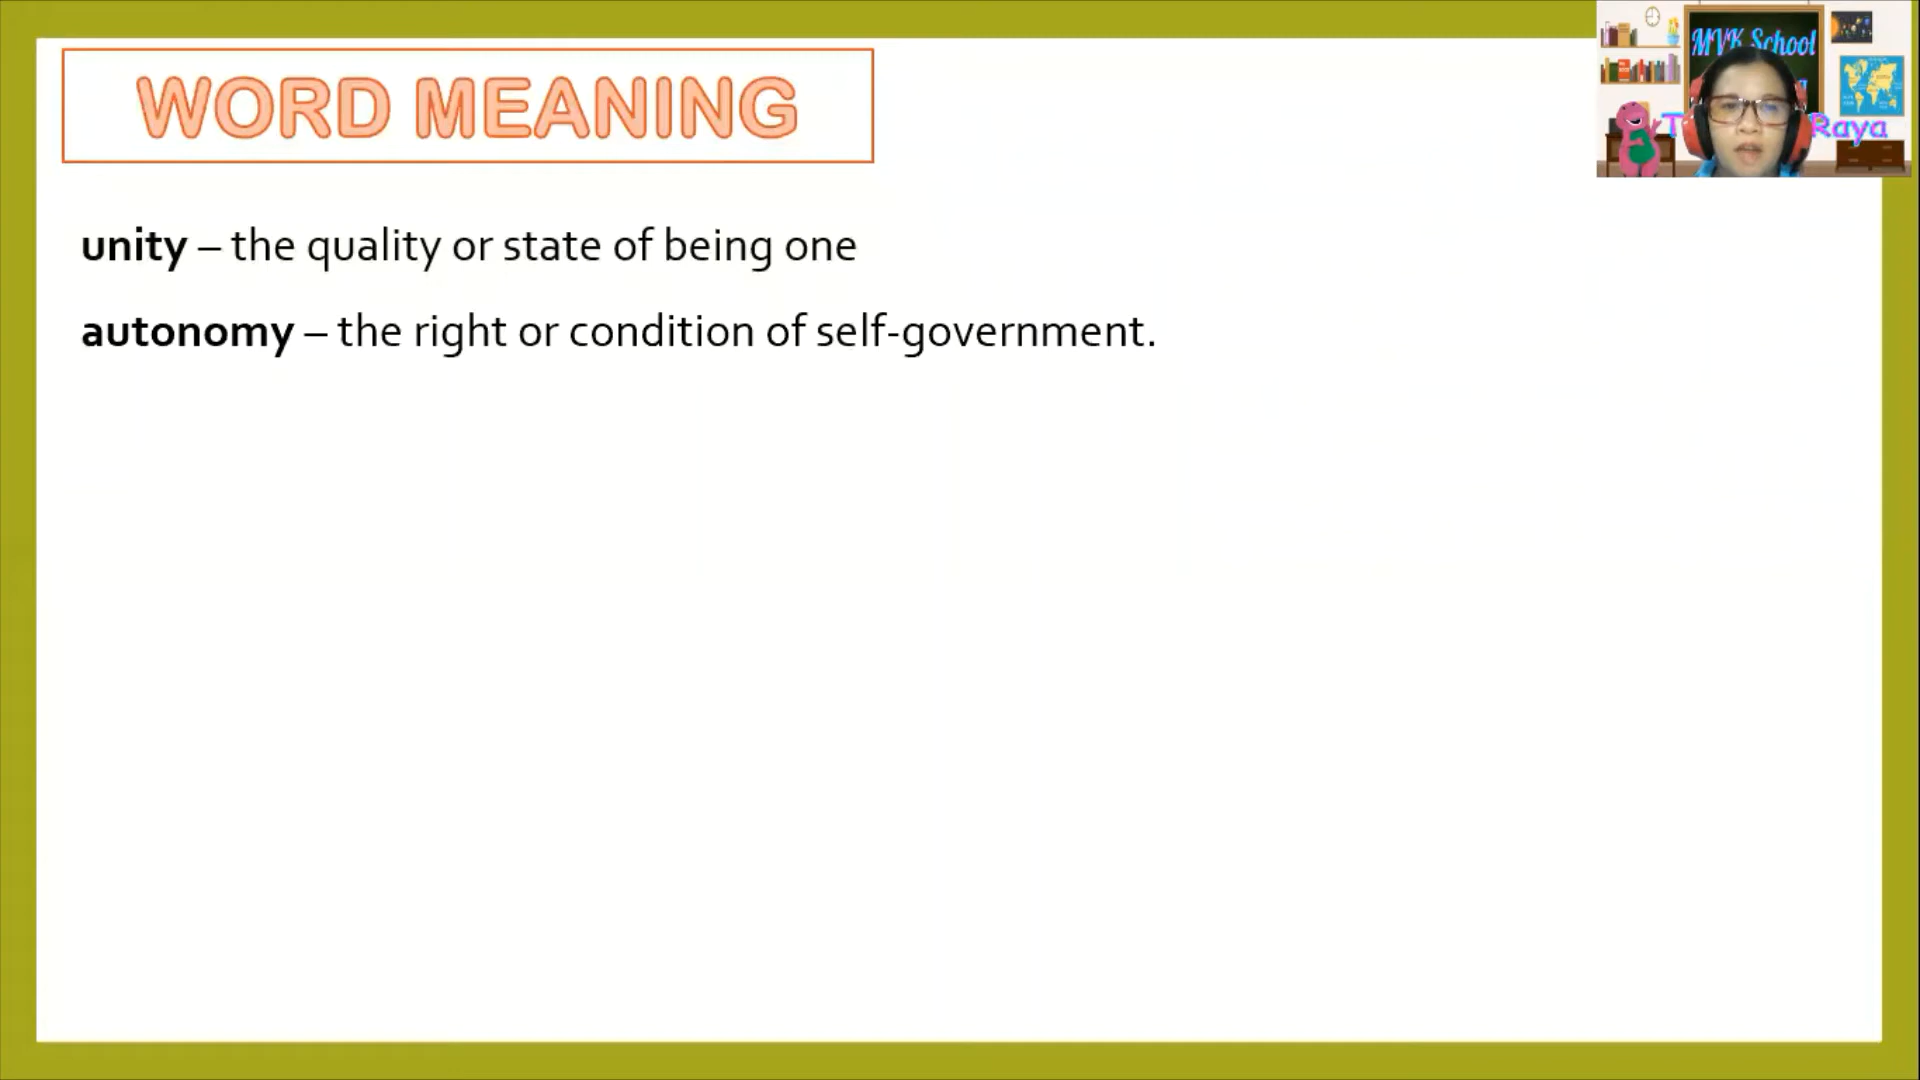 WORD MEANING
MVK School
Raya
unity – the quality or state of being one
autonomy – the right or condition of self-government.